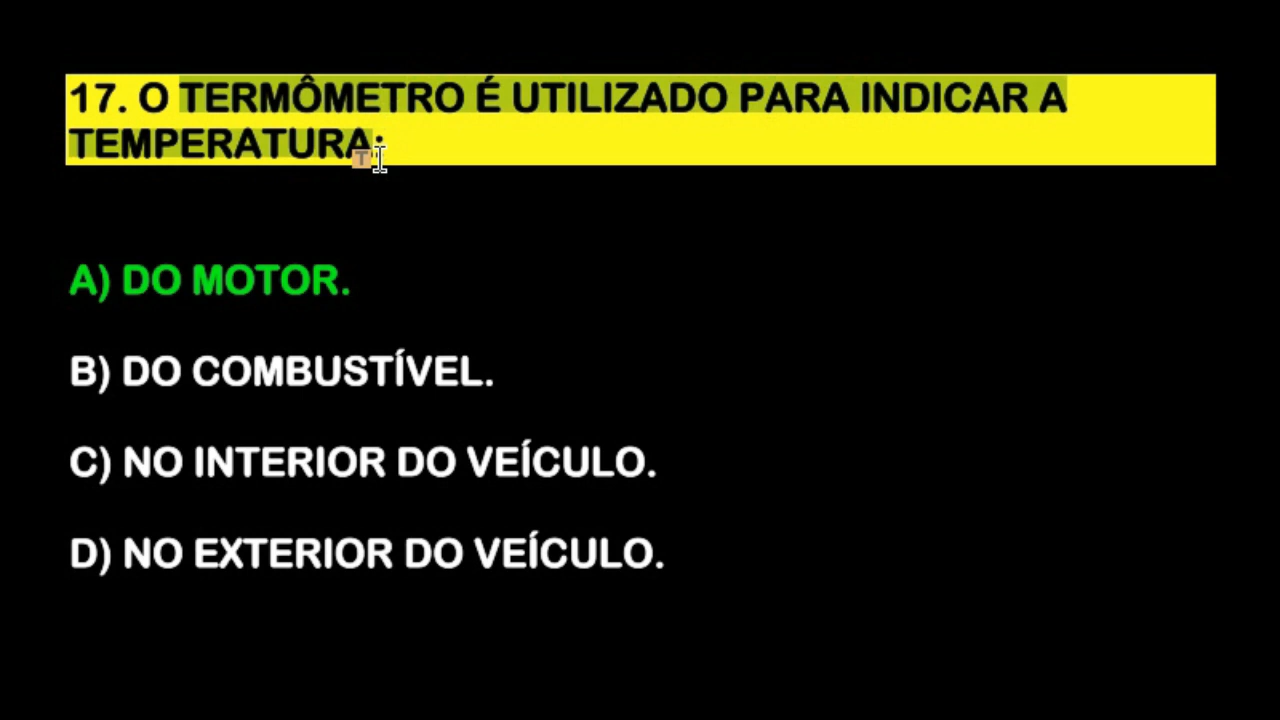 17. O TERMÔMETRO É UTILIZADO PARA INDICAR A
TEMPERATURA:
A) DO MOTOR.
B) DO COMBUSTÍVEL.
C) NO INTERIOR DO VEÍCULO.
D) NO EXTERIOR DO VEÍCULO.